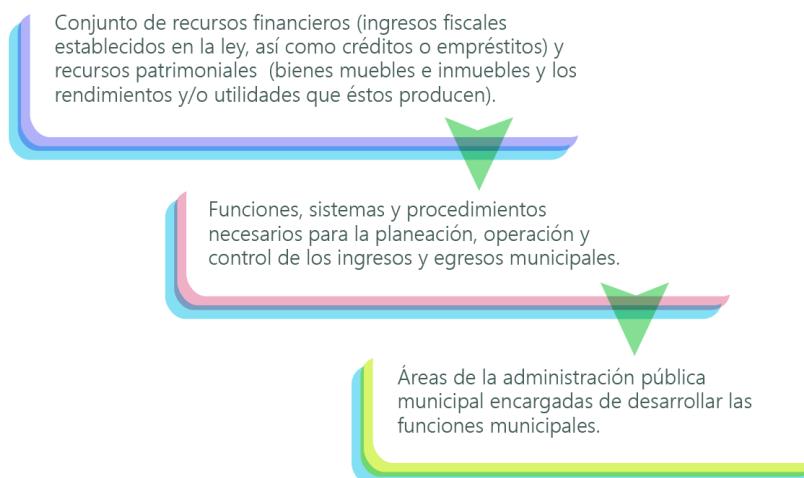 Conjunto de recursos financieros (ingresos fiscales
establecidos en la ley, así como créditos o empréstitos) y
recursos patrimoniales  (bienes muebles e inmuebles y los
rendimientos y/o utilidades que éstos producen).
Funciones, sistemas y procedimientos
necesarios para la planeación, operación y
control de los ingresos y egresos municipales.
Áreas de la administración pública
municipal encargadas de desarrollar las
funciones municipales.